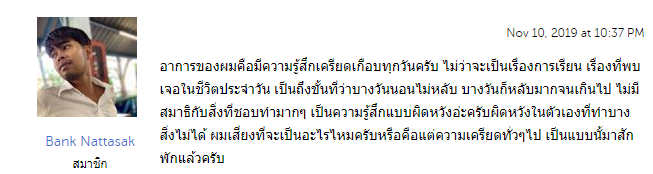 Nov 10, 2019 at 10:37 PM
อาการของผมคือมีความรู้สึกเครียดเกือบทุกวันครับ ไม่ว่าจะเป็นเรื่องการเรียน เรื่องที่พบ
เจอในชีวิตประจำวัน เป็นถึงขั้นที่ว่าบางวันนอนไม่หลับ บางวันก็หลับมากจนเกินไป ไม่มี
สมาธิกับสิ่งที่ชอบทำมากๆ เป็นความรู้สึกแบบผิดหวังอ่ะครับผิดหวังในตัวเองที่ทำบาง
สิ่งไม่ได้ ผมเสี่ยงที่จะเป็นอะไรไหมครับหรือคือแต่ความเครียดทั่วๆไป เป็นแบบนั้มาสัก
พักแล้วครับ
Bank Nattasak
สมาชิก